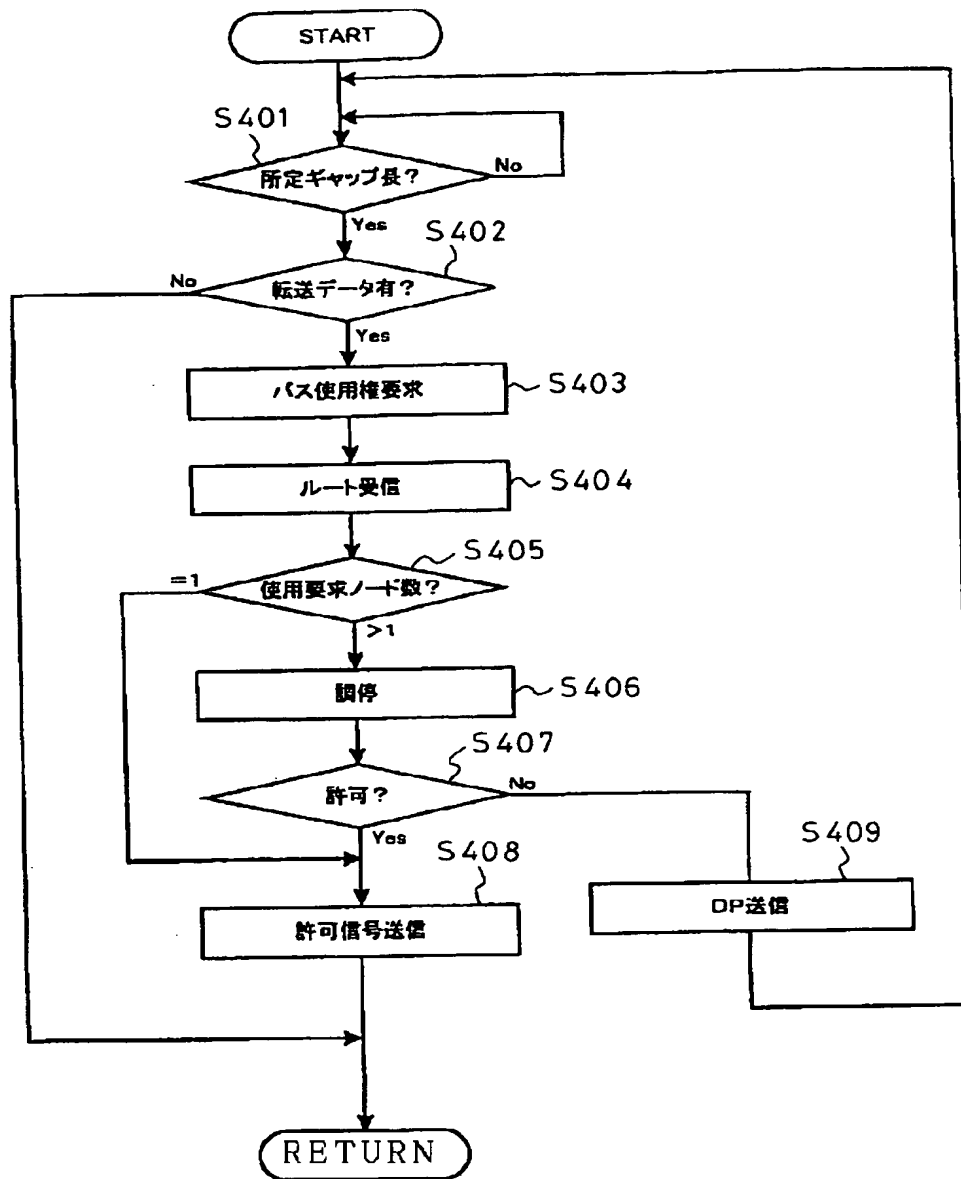 START
S401
所定ギャップ長?
No
Yes
S402
No
転送データ有?
Yes
バス使用権要求
S403
ルート受信
S404
S405
=1
使用要求ノード数?
>1
調停
S406
S407
許可?
No
Yes
S408
S409
許可信号送信
DP送信
RETURN